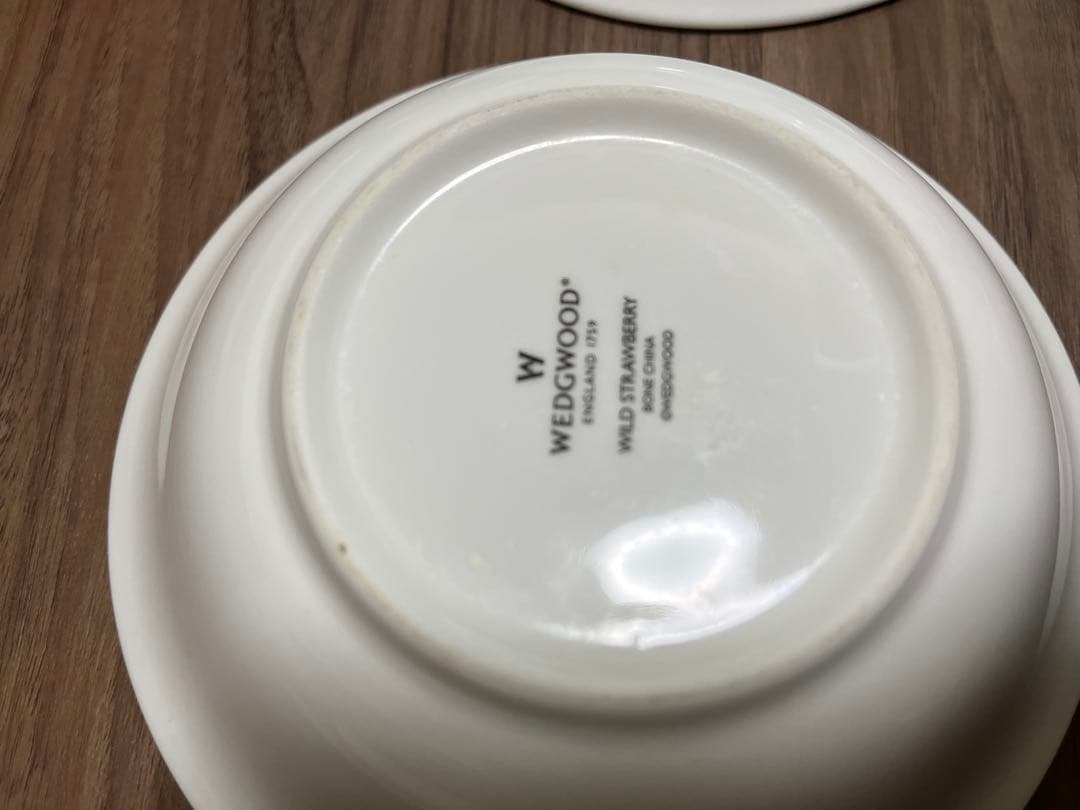 W
WEDGWOOD®
ENGLAND 1759
WILD STRAWBERRY
BONE CHINA
©WEDGWOOD